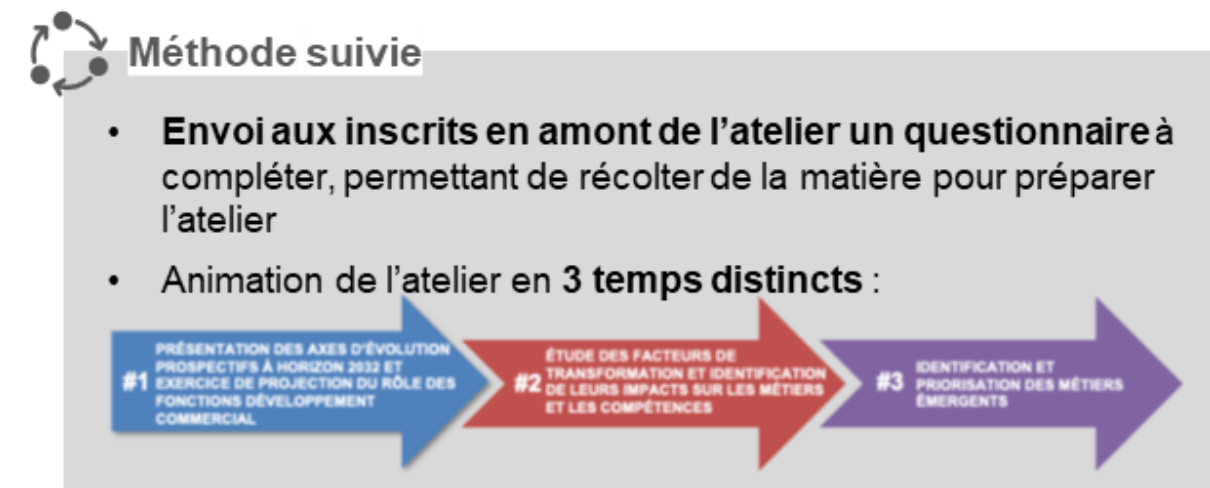 Méthode suivie
• Envoi aux inscrits en amont de l'atelier un questionnaire à
compléter, permettant de récolter de la matière pour préparer
l'atelier
• Animation de l'atelier en 3 temps distincts :
#1
PRÉSENTATION DES AXES D'ÉVOLUTION
PROSPECTIFS À HORIZON 2032 ET
EXERCICE DE PROJECTION DU RÔLE DES
FONCTIONS DÉVELOPPEMENT
COMMERCIAL
#2
ÉTUDE DES FACTEURS DE
TRANSFORMATION ET IDENTIFICATION
DE LEURS IMPACTS SUR LES MÉTIERS
ET LES COMPÉTENCES
#3
IDENTIFICATION ET
PRIORISATION DES MÉTIERS
ÉMERGENTS